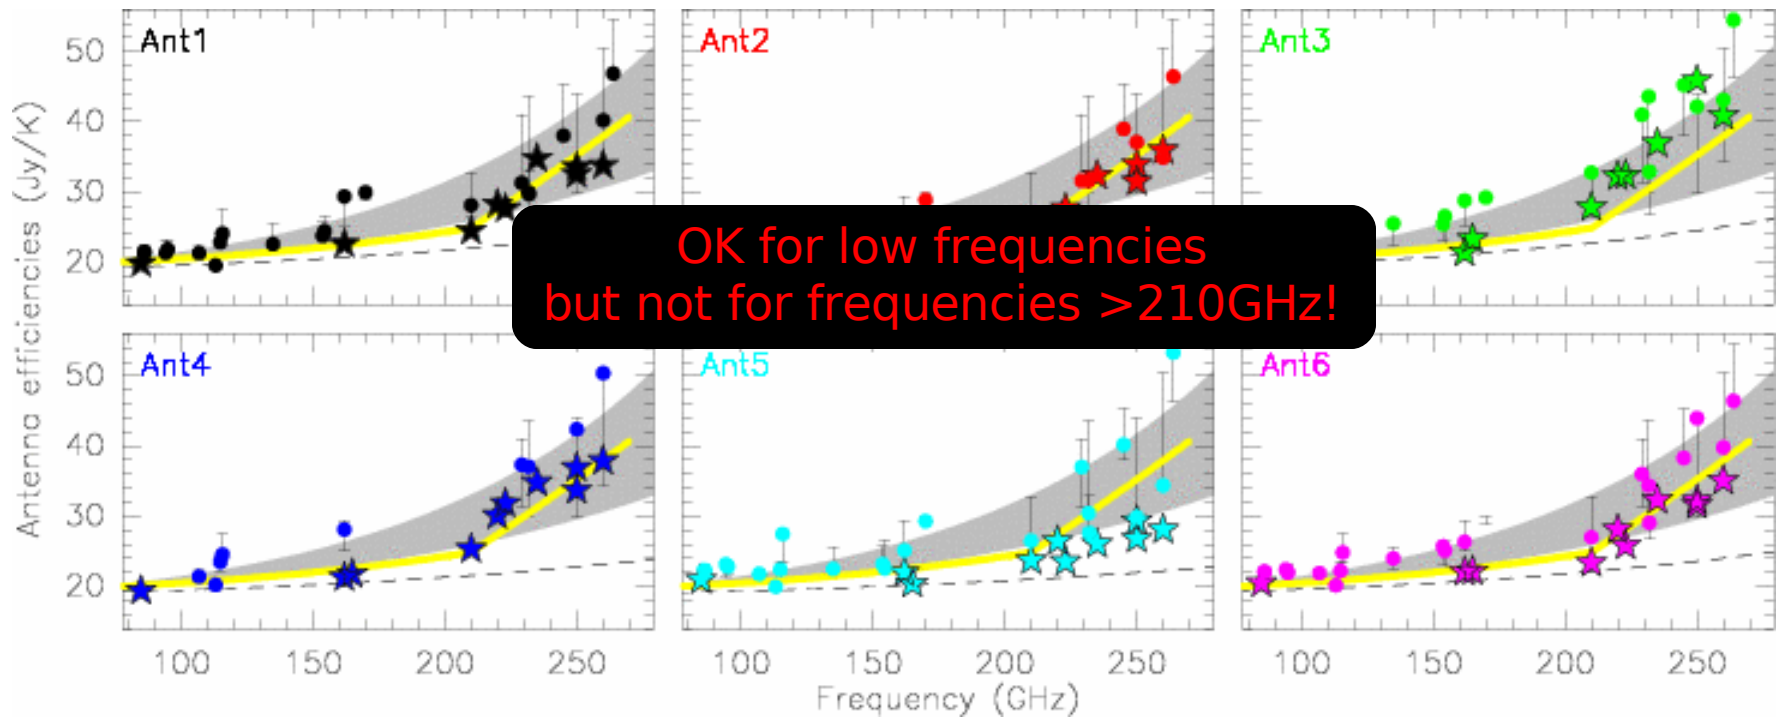 Ant1
Ant2
Ant3
50
40
30
20
OK for low frequencies
but not for frequencies >210GHz!
Ant4
Ant5
Ant6
50
40
30
20
Antenna efficiencies (Jy/K)
100 150 200 250
100 150 200 250
100 150 200 250
Frequency (GHz)